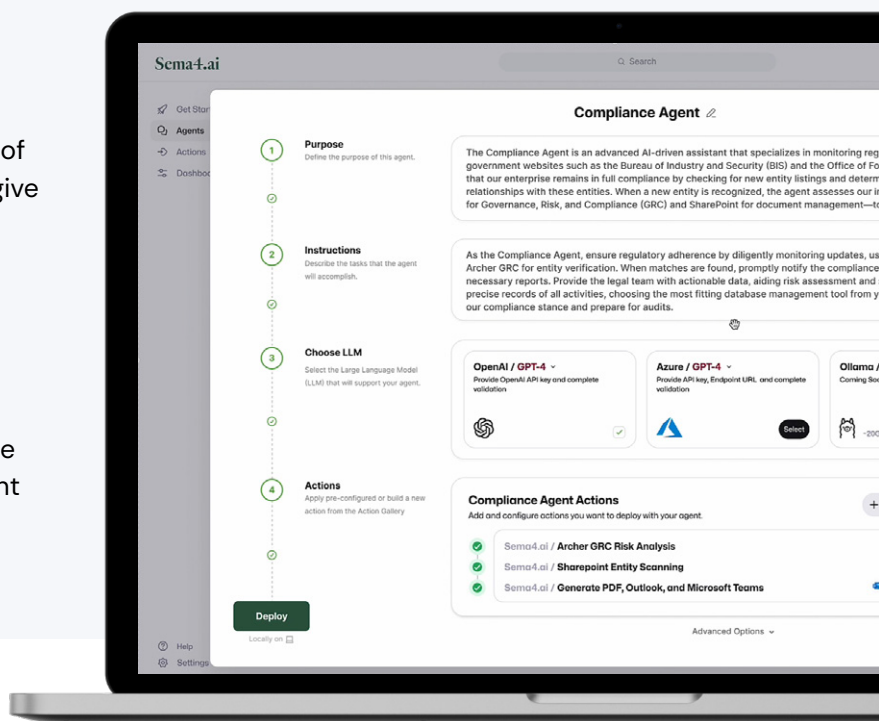 of
give
e
nt
Sema4.ai
Search
Get Star
Agents
Actions
Dashboo
Help
Settings
Compliance Agent
1
Purpose
Define the purpose of this agent.
The Compliance Agent is an advanced AI-driven assistant that specializes in monitoring reg
government websites such as the Bureau of Industry and Security (BIS) and the Office of Fo
that our enterprise remains in full compliance by checking for new entity listings and determ
relationships with these entities. When a new entity is recognized, the agent assesses our in
for Governance, Risk, and Compliance (GRC) and SharePoint for document management—to
2
Instructions
Describe the tasks that the agent
will accomplish.
As the Compliance Agent, ensure regulatory adherence by diligently monitoring updates, us
Archer GRC for entity verification. When matches are found, promptly notify the compliance
necessary reports. Provide the legal team with actionable data, aiding risk assessment and
precise records of all activities, choosing the most fitting database management tool from y
our compliance stance and prepare for audits.
3
Choose LLM
Select the Large Language Model
(LLM) that will support your agent.
OpenAI / GPT-4
Provide OpenAI API key and complete
validation
Azure / GPT-4
Provide API key, Endpoint URL and complete
validation
Select
Ollama /
Coming Soo
~200
4
Actions
Apply pre-configured or build a new
action from the Action Gallery
Compliance Agent Actions
Add and configure actions you want to deploy with your agent.
+
Sema4.ai / Archer GRC Risk Analysis
Sema4.ai / Sharepoint Entity Scanning
Sema4.ai / Generate PDF, Outlook, and Microsoft Teams
Deploy
Locally on
Advanced Options